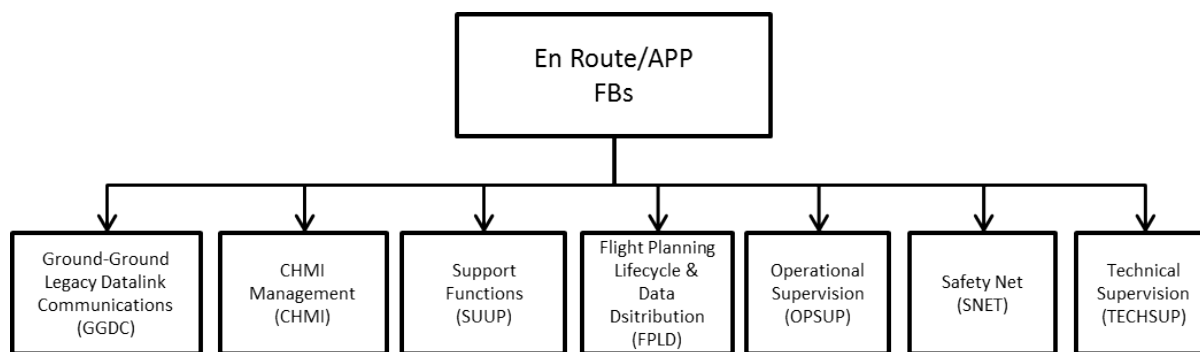 En Route/APP
FBs
Ground-Ground
Legacy Datalink
Communications
(GGDC)
CHMI
Management
(CHMI)
Support
Functions
(SUUP)
Flight Planning
Lifecycle &
Data
Dsitribution
(FPLD)
Operational
Supervision
(OPSUP)
Safety Net
(SNET)
Technical
Supervision
(TECHSUP)